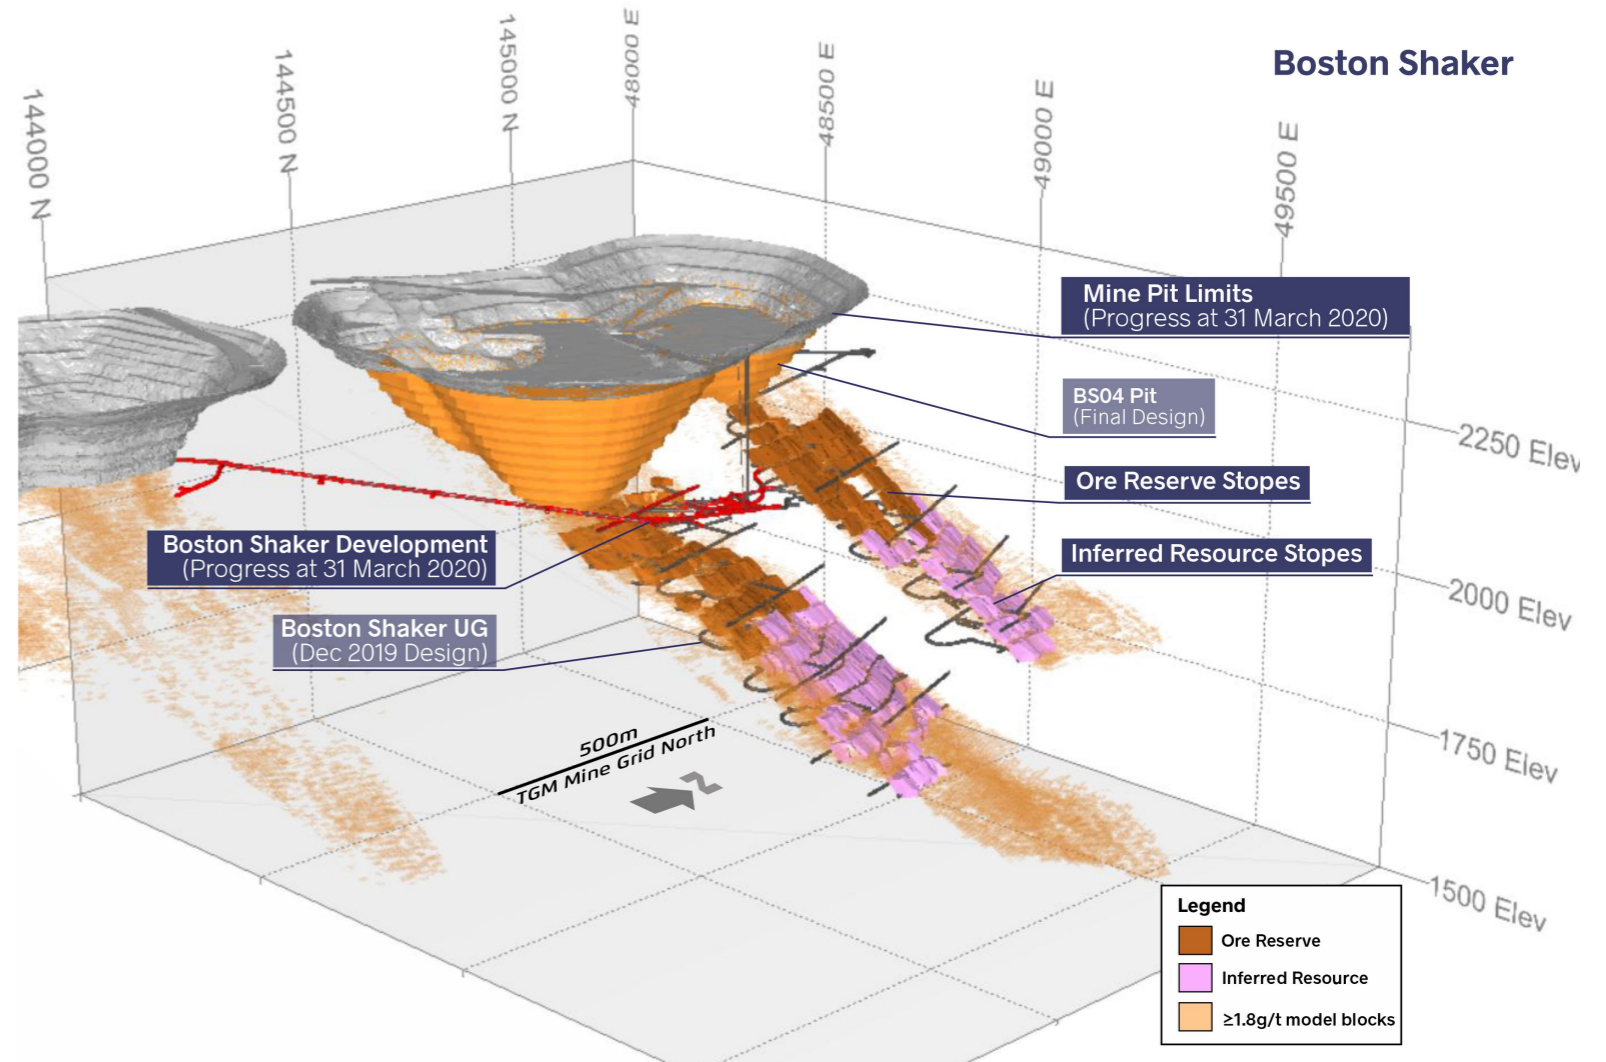 Boston Shaker
144000 N
144500 N
145000 N
48000 E
48500 E
49000 E
49500 E
Mine Pit Limits
(Progress at 31 March 2020)
BS04 Pit
(Final Design)
2250 Elev
Ore Reserve Stopes
Boston Shaker Development
(Progress at 31 March 2020)
Inferred Resource Stopes
2000 Elev
Boston Shaker UG
(Dec 2019 Design)
500m
TGM Mine Grid North
1750 Elev
1500 Elev
Legend
Ore Reserve
Inferred Resource
≥1.8g/t model blocks